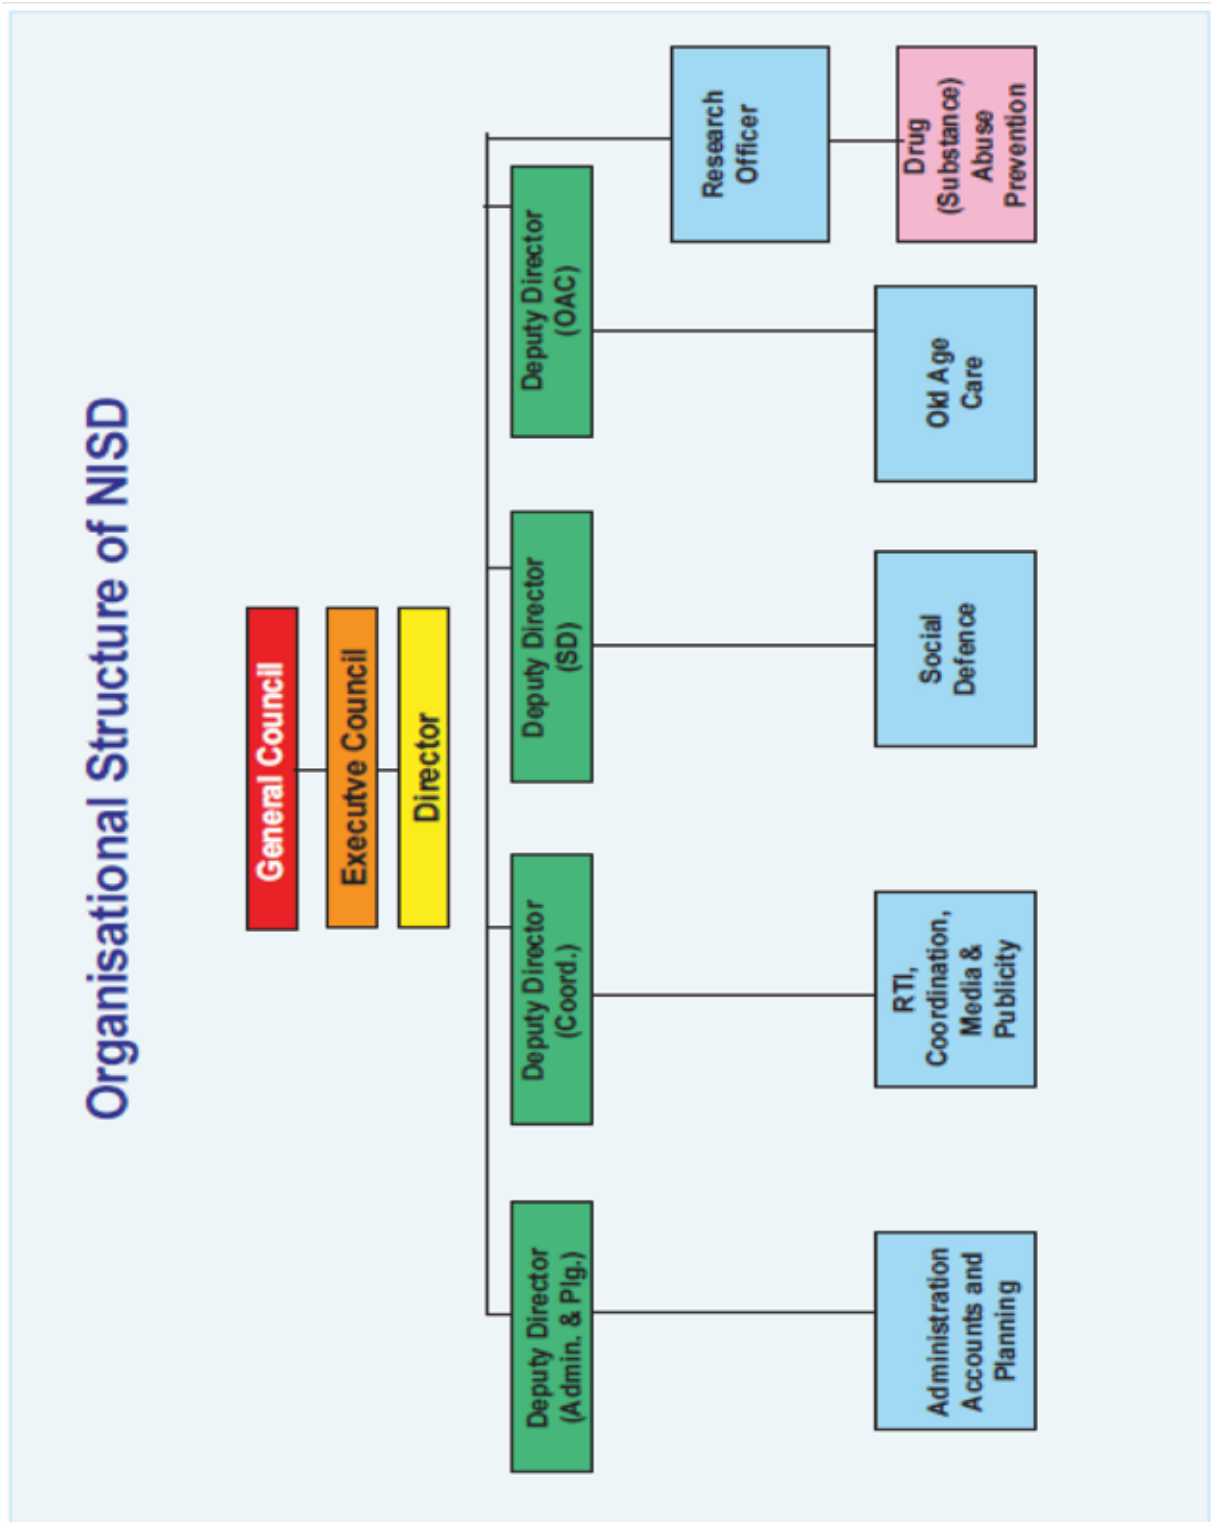 Organisational Structure of NISD
General Council
Executve Council
Director
Deputy Director
(Admin. & Plg.)
Deputy Director
(Coord.)
Deputy Director
(SD)
Deputy Director
(OAC)
Research
Officer
Administration
Accounts and
Planning
RTI,
Coordination,
Media &
Publicity
Social
Defence
Old Age
Care
Drug
(Substance)
Abuse
Prevention